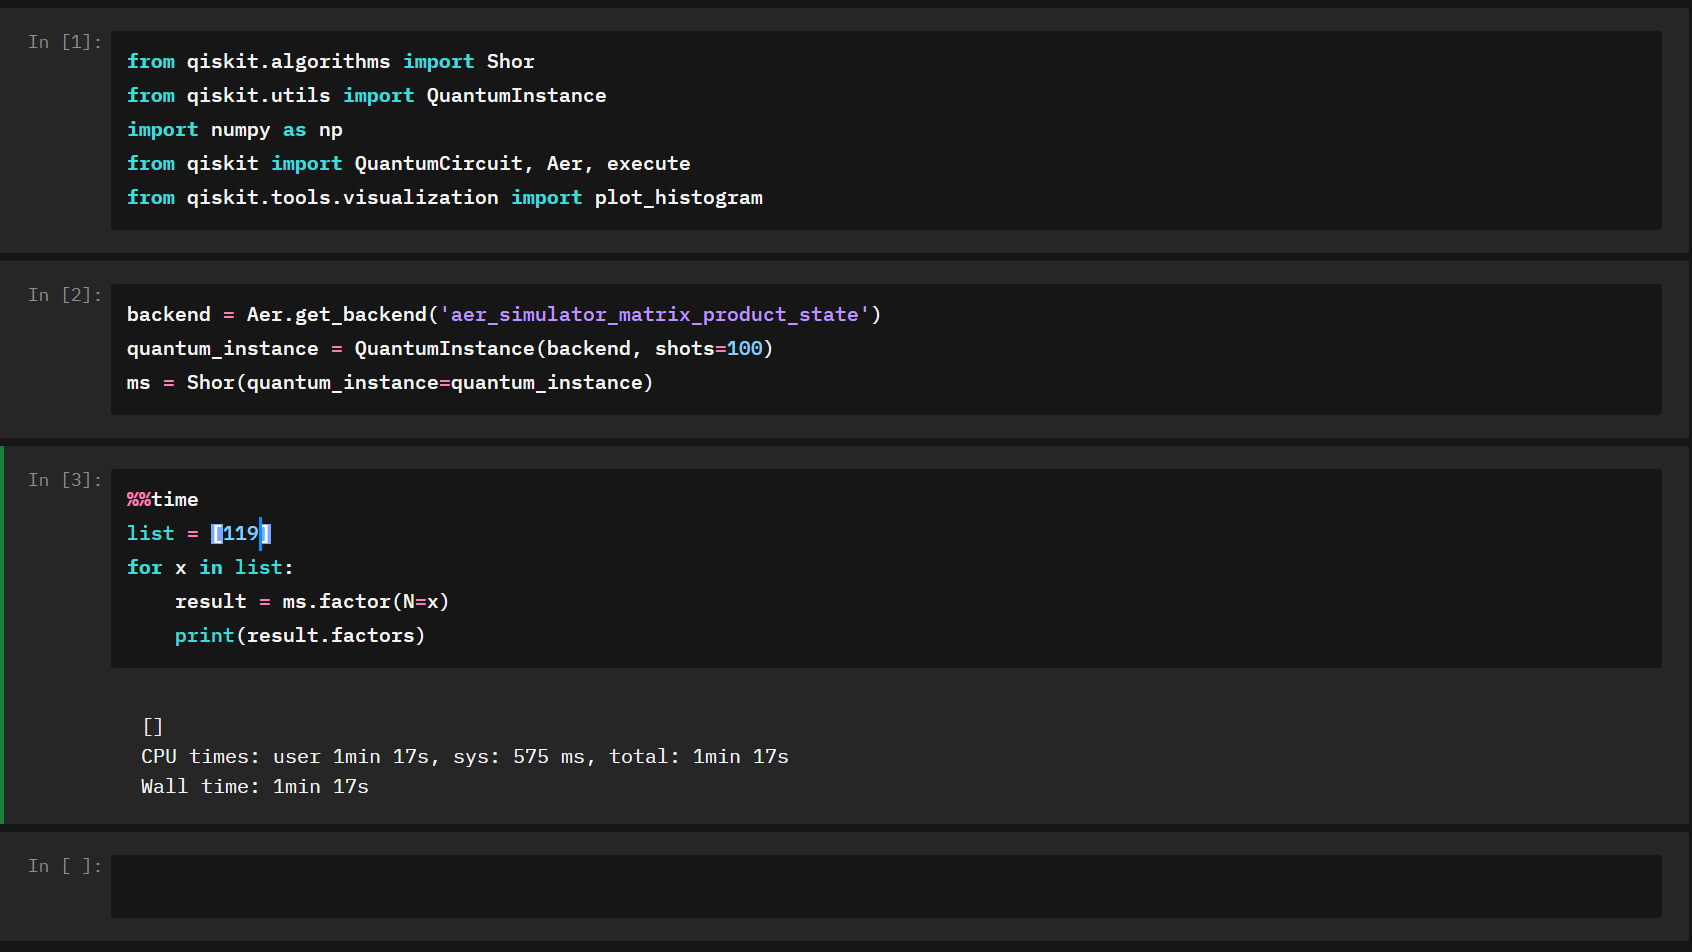 In [1]:
from qiskit.algorithms import Shor
from qiskit.utils import QuantumInstance
import numpy as np
from qiskit import QuantumCircuit, Aer, execute
from qiskit.tools.visualization import plot_histogram
In [2]:
backend = Aer.get_backend('aer_simulator_matrix_product_state')
quantum_instance = QuantumInstance(backend, shots=100)
ms = Shor(quantum_instance=quantum_instance)
In [3]:
%%time
list = [119]
for x in list:
    result = ms.factor(N=x)
    print(result.factors)
[]
CPU times: user 1min 17s, sys: 575 ms, total: 1min 17s
Wall time: 1min 17s
In [ ]: